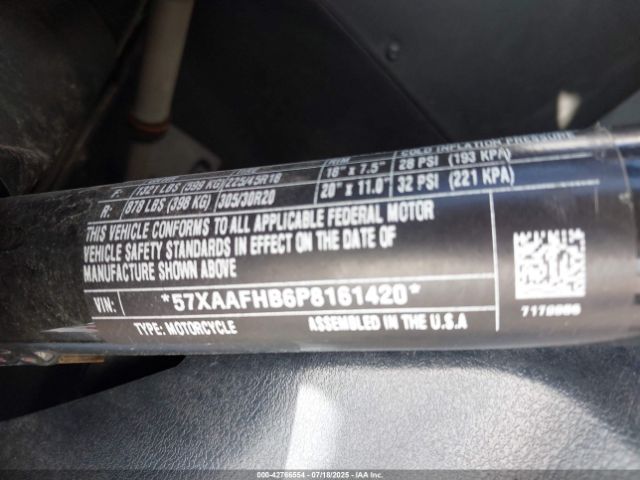 RIM COLD INFLATION PRESSURE
F: 1321 LBS (599 KG) 225/45R18 18" x 7.5" 28 PSI (193 KPA)
R: 878 LBS (398 KG) 305/30R20 20" x 11.0" 32 PSI (221 KPA)
THIS VEHICLE CONFORMS TO ALL APPLICABLE FEDERAL MOTOR
VEHICLE SAFETY STANDARDS IN EFFECT ON THE DATE OF
MANUFACTURE SHOWN ABOVE
VIN: *57XAAFHB6P8161420*
TYPE: MOTORCYCLE ASSEMBLED IN THE U.S.A
000-42766554 07/18/2025 IAAI.COM